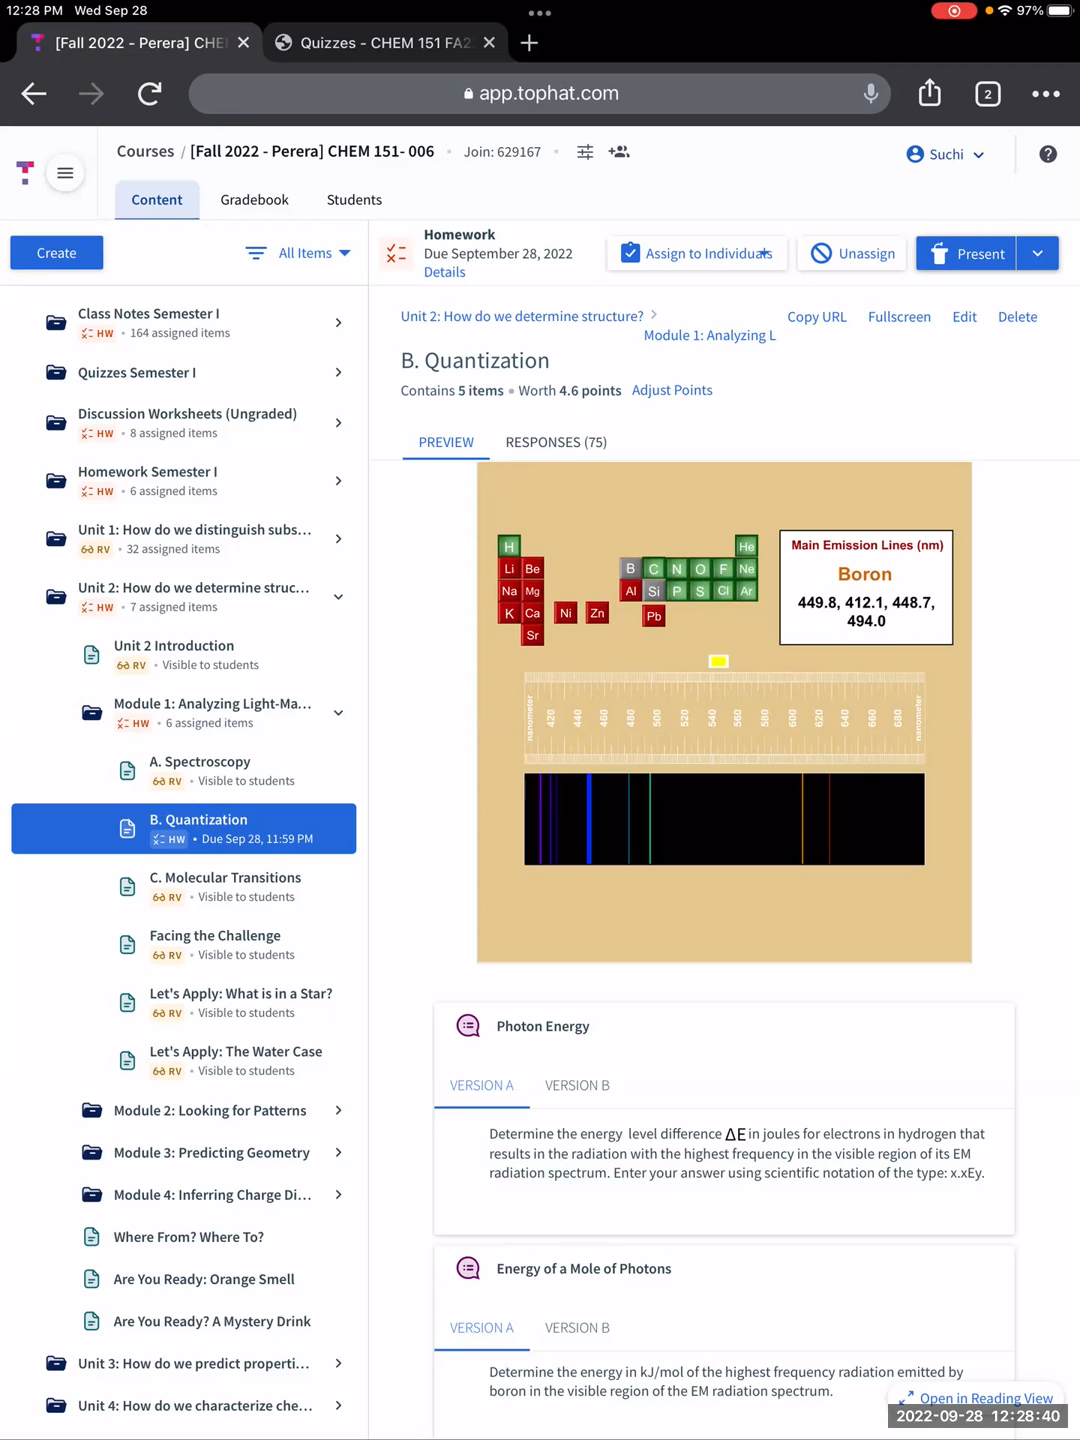 12:28 PM Wed Sep 28
97%
[Fall 2022 - Perera] CHE
Quizzes - CHEM 151 FA2
app.tophat.com
2
Courses / [Fall 2022 - Perera] CHEM 151- 006 • Join: 629167
Suchi
Content Gradebook Students
Create
All Items
Homework
Due September 28, 2022
Details
Assign to Individuals
Unassign
Present
Class Notes Semester I
HW • 164 assigned items
Quizzes Semester I
Discussion Worksheets (Ungraded)
HW • 8 assigned items
Homework Semester I
HW • 6 assigned items
Unit 1: How do we distinguish subs...
RV • 32 assigned items
Unit 2: How do we determine struc...
HW • 7 assigned items
Unit 2 Introduction
RV • Visible to students
Module 1: Analyzing Light-Ma...
HW • 6 assigned items
A. Spectroscopy
RV • Visible to students
B. Quantization
HW • Due Sep 28, 11:59 PM
C. Molecular Transitions
RV • Visible to students
Facing the Challenge
RV • Visible to students
Let's Apply: What is in a Star?
RV • Visible to students
Let's Apply: The Water Case
RV • Visible to students
Module 2: Looking for Patterns
Module 3: Predicting Geometry
Module 4: Inferring Charge Di...
Where From? Where To?
Are You Ready: Orange Smell
Are You Ready? A Mystery Drink
Unit 3: How do we predict properti...
Unit 4: How do we characterize che...
Unit 2: How do we determine structure? >
Module 1: Analyzing L
Copy URL Fullscreen Edit Delete
B. Quantization
Contains 5 items • Worth 4.6 points Adjust Points
PREVIEW RESPONSES (75)
H He
Li Be B C N O F Ne
Na Mg Al Si P S Cl Ar
K Ca Ni Zn Pb
Sr
Main Emission Lines (nm)
Boron
449.8, 412.1, 448.7,
494.0
nanometer 420 440 460 480 500 520 540 560 580 600 620 640 660 680 nanometer
Photon Energy
VERSION A VERSION B
Determine the energy level difference ΔE in joules for electrons in hydrogen that
results in the radiation with the highest frequency in the visible region of its EM
radiation spectrum. Enter your answer using scientific notation of the type: x.xEy.
Energy of a Mole of Photons
VERSION A VERSION B
Determine the energy in kJ/mol of the highest frequency radiation emitted by
boron in the visible region of the EM radiation spectrum.
Open in Reading View
2022-09-28 12:28:40